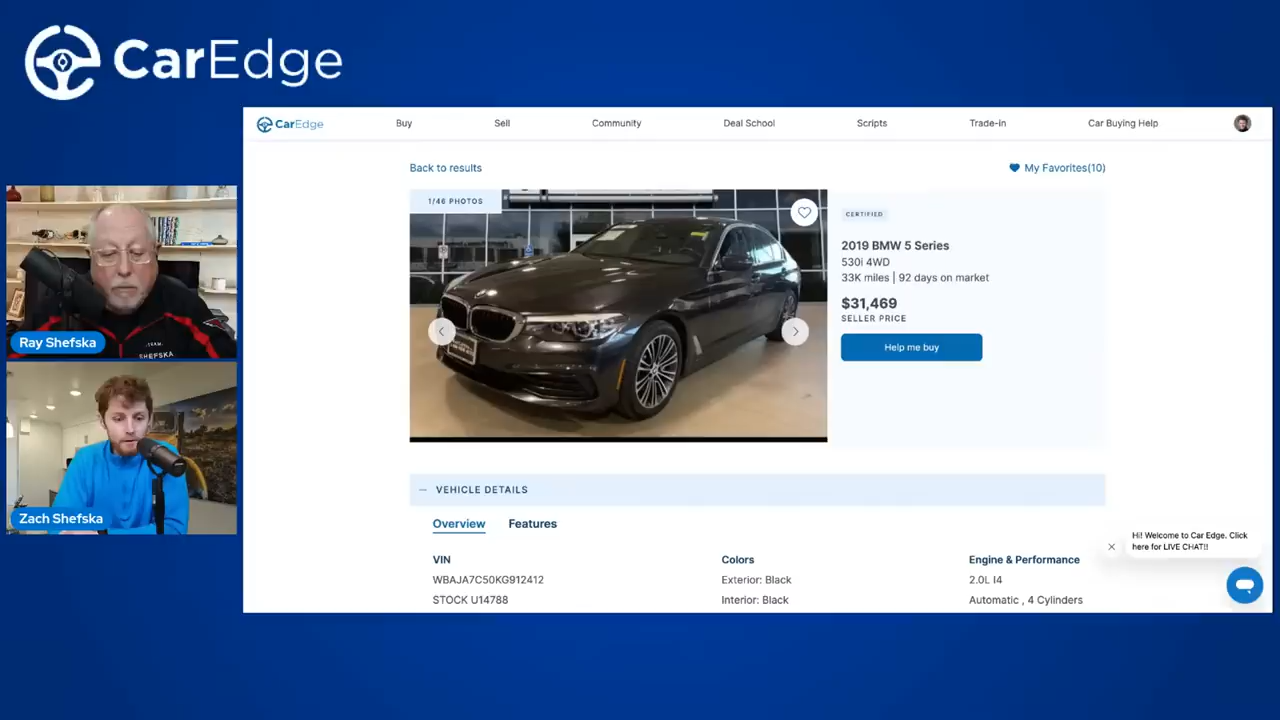 CarEdge
CarEdge
Buy
Sell
Community
Deal School
Scripts
Trade-in
Car Buying Help
Back to results
My Favorites(10)
1/46 PHOTOS
CERTIFIED
2019 BMW 5 Series
530i 4WD
33K miles | 92 days on market
$31,469
SELLER PRICE
Help me buy
TEAM
SHEFSKA
Ray Shefska
Zach Shefska
— VEHICLE DETAILS
Overview
Features
VIN
WBAJA7C50KG912412
STOCK U14788
Colors
Exterior: Black
Interior: Black
Engine & Performance
2.0L I4
Automatic , 4 Cylinders
Hi! Welcome to Car Edge. Click
here for LIVE CHAT!!